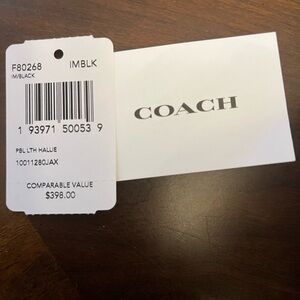 F80268 IMBLK
IM/BLACK
1 93971 50053 9
PBL LTH HALLIE
10011280JAX
COMPARABLE VALUE
$398.00
COACH